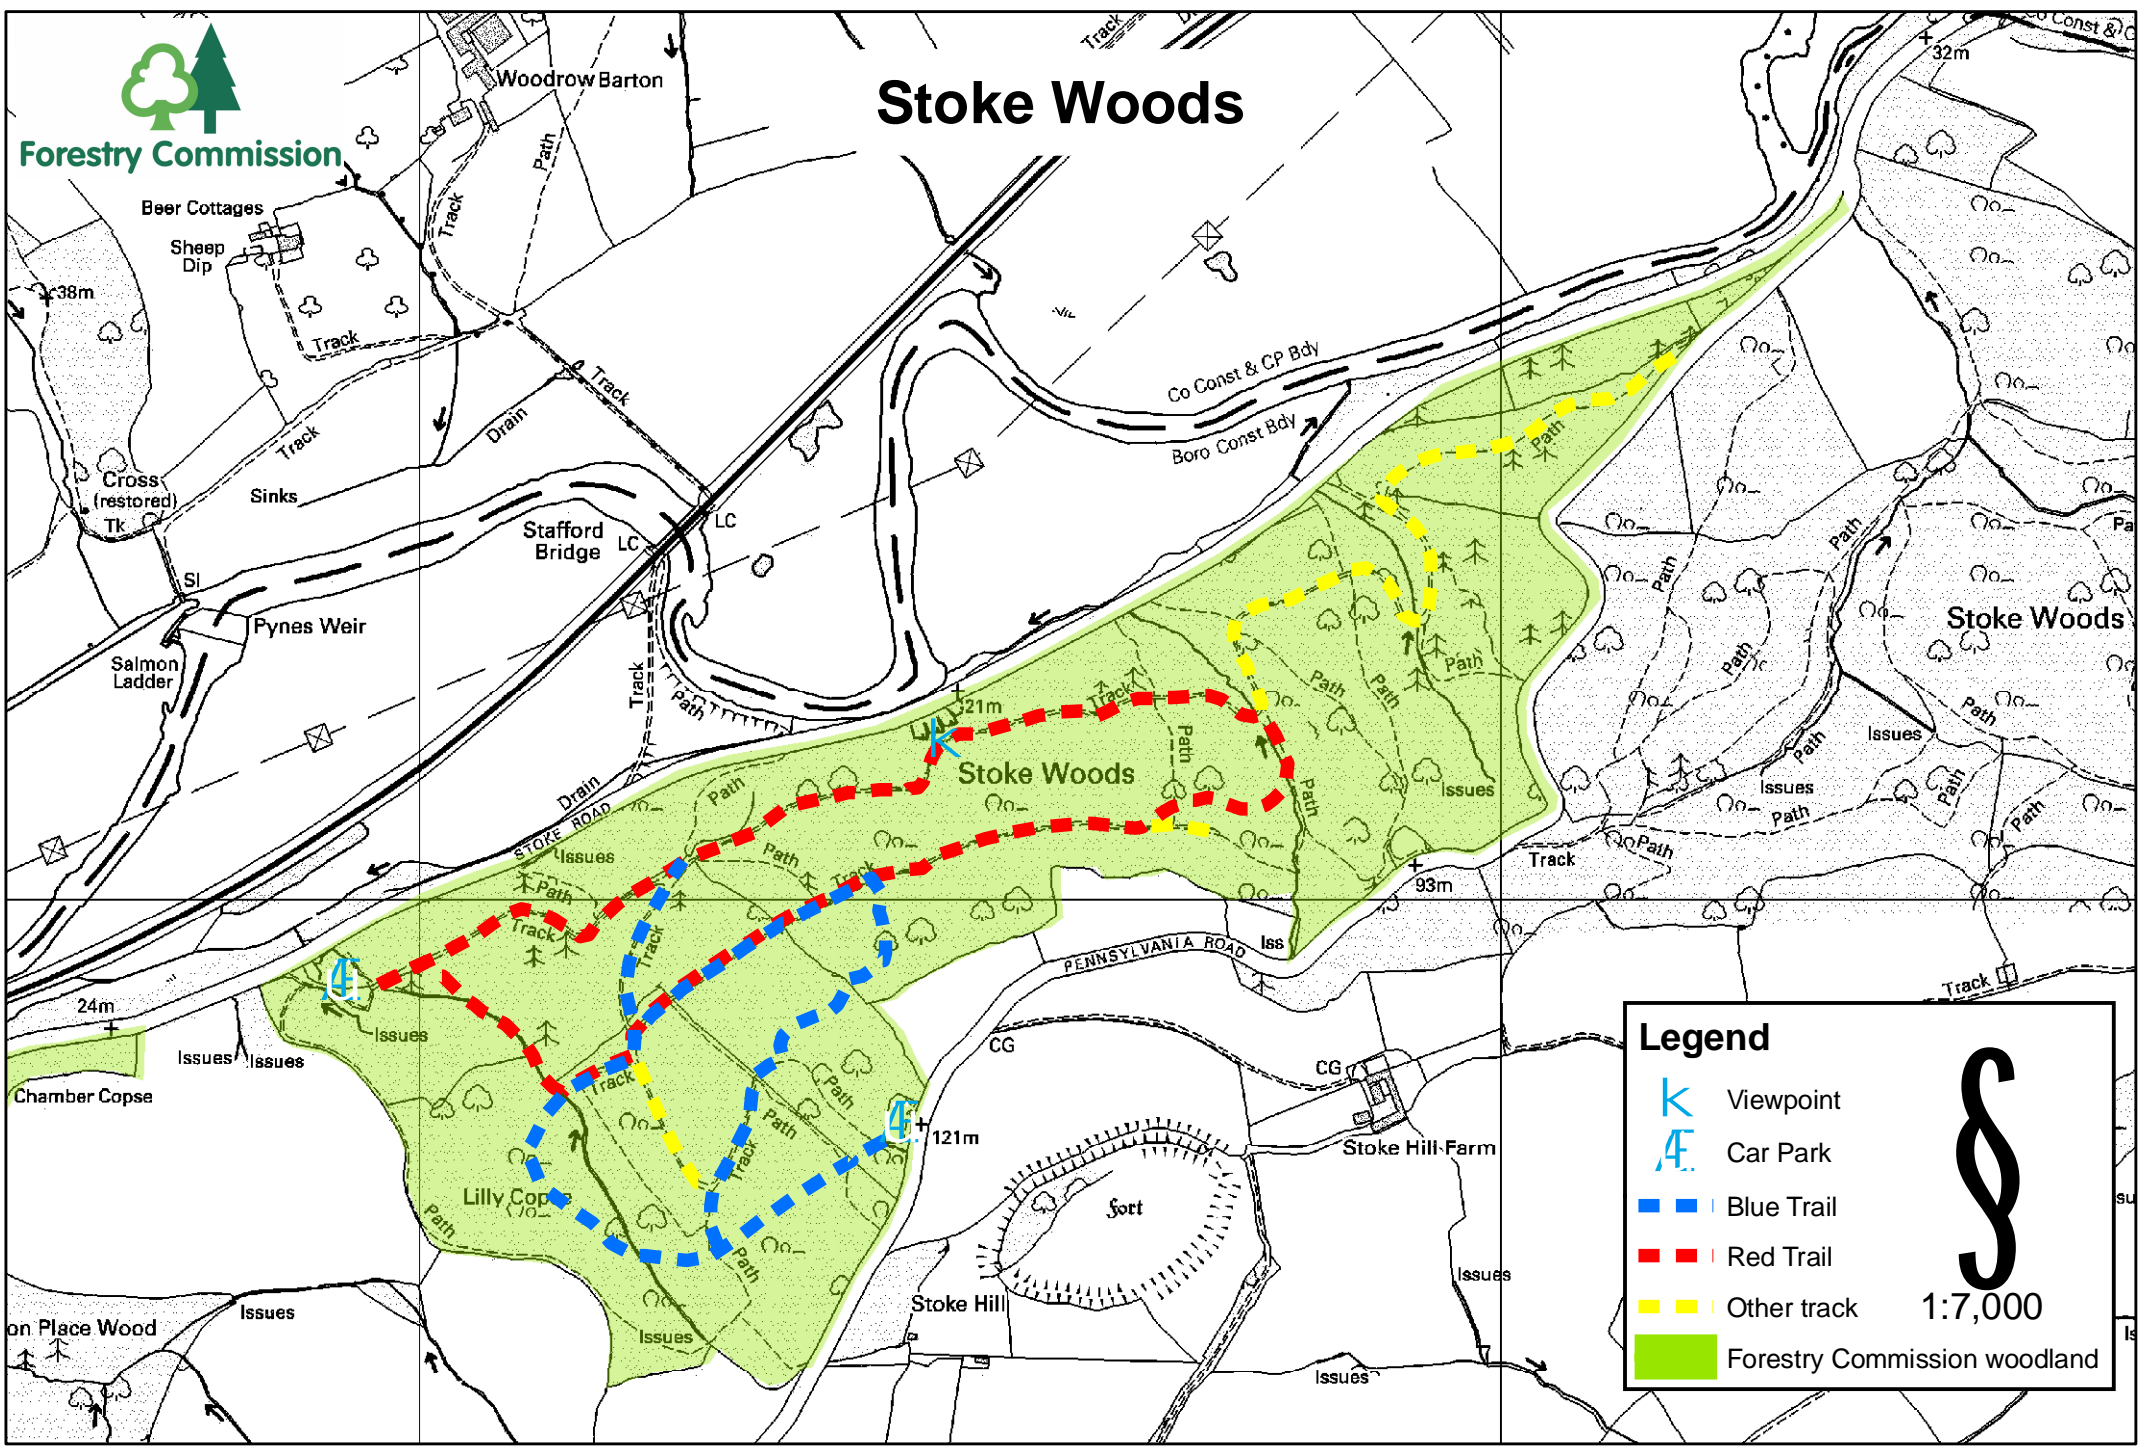 Stoke Woods
Forestry Commission
Woodrow Barton
Path
Track
Track
32m
Beer Cottages
Sheep
Dip
38m
Track
Track
Track
Drain
Cross
(restored)
Tk
Sinks
Stafford
Bridge
LC
LC
Sl
Pynes Weir
Salmon
Ladder
Track
Path
Co Const & CP Bdy
Boro Const Bdy
Path
Path
Path
Path
Path
Path
Path
Stoke Woods
Path
Path
Issues
Issues
Path
Path
Path
Path
Track
93m
Issues
Path
Path
21m
Track
Path
Stoke Woods
Path
Drain
STOKE ROAD
Issues
Path
Track
Path
Track
Track
PENNSYLVANIA ROAD
Iss
Track
24m
Issues
Issues
Issues
Chamber Copse
CG
CG
Track
Path
Path
Track
121m
Stoke Hill Farm
Lilly Copse
Path
Path
fort
Stoke Hill
Issues
Issues
Issues
Issues
on Place Wood
Legend
K Viewpoint
Æ Car Park
Blue Trail
Red Trail
Other track
Forestry Commission woodland
§
1:7,000